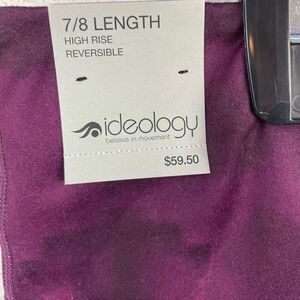 7/8 LENGTH
HIGH RISE
REVERSIBLE
ideology
believe in movement
$59.50